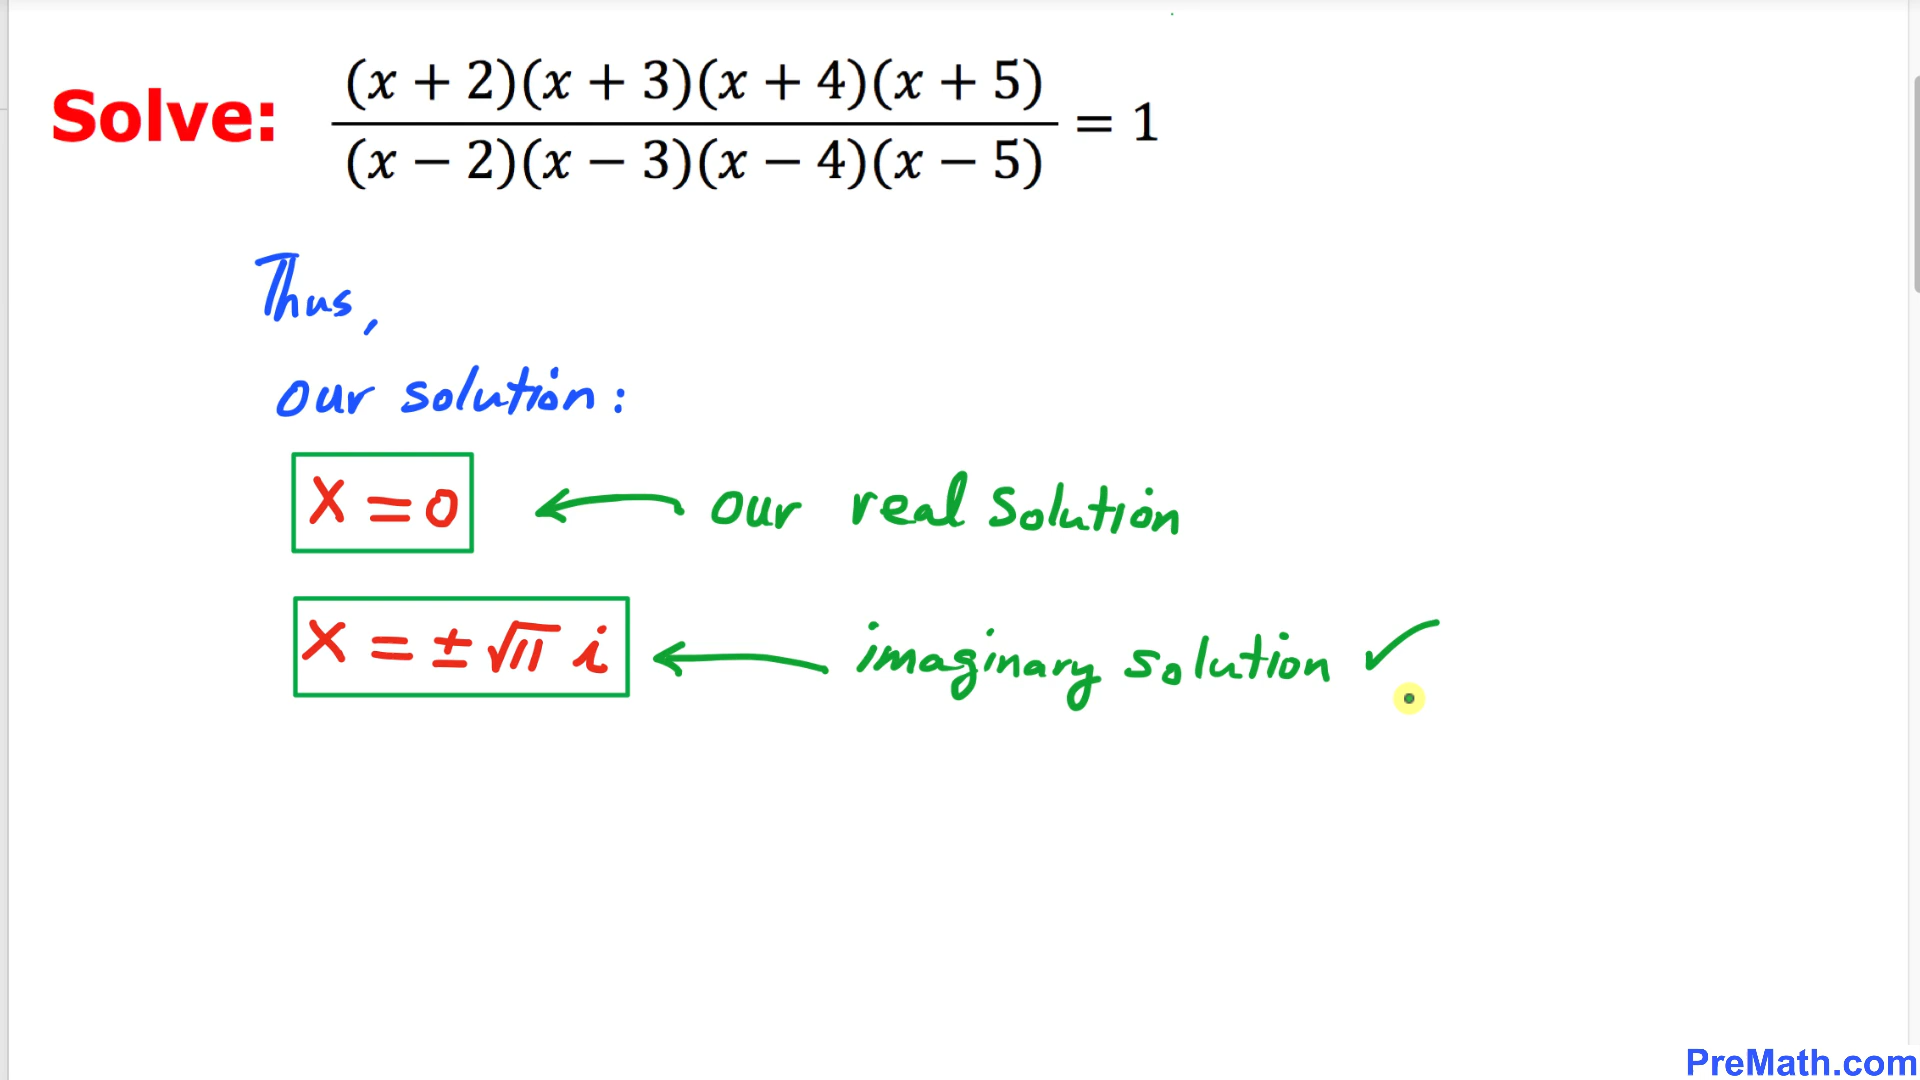 Solve: (x + 2)(x + 3)(x + 4)(x + 5) / (x − 2)(x − 3)(x − 4)(x − 5) = 1
Thus,
our solution:
x = 0 ← our real solution
x = ± √11 i ← imaginary solution ✓
PreMath.com